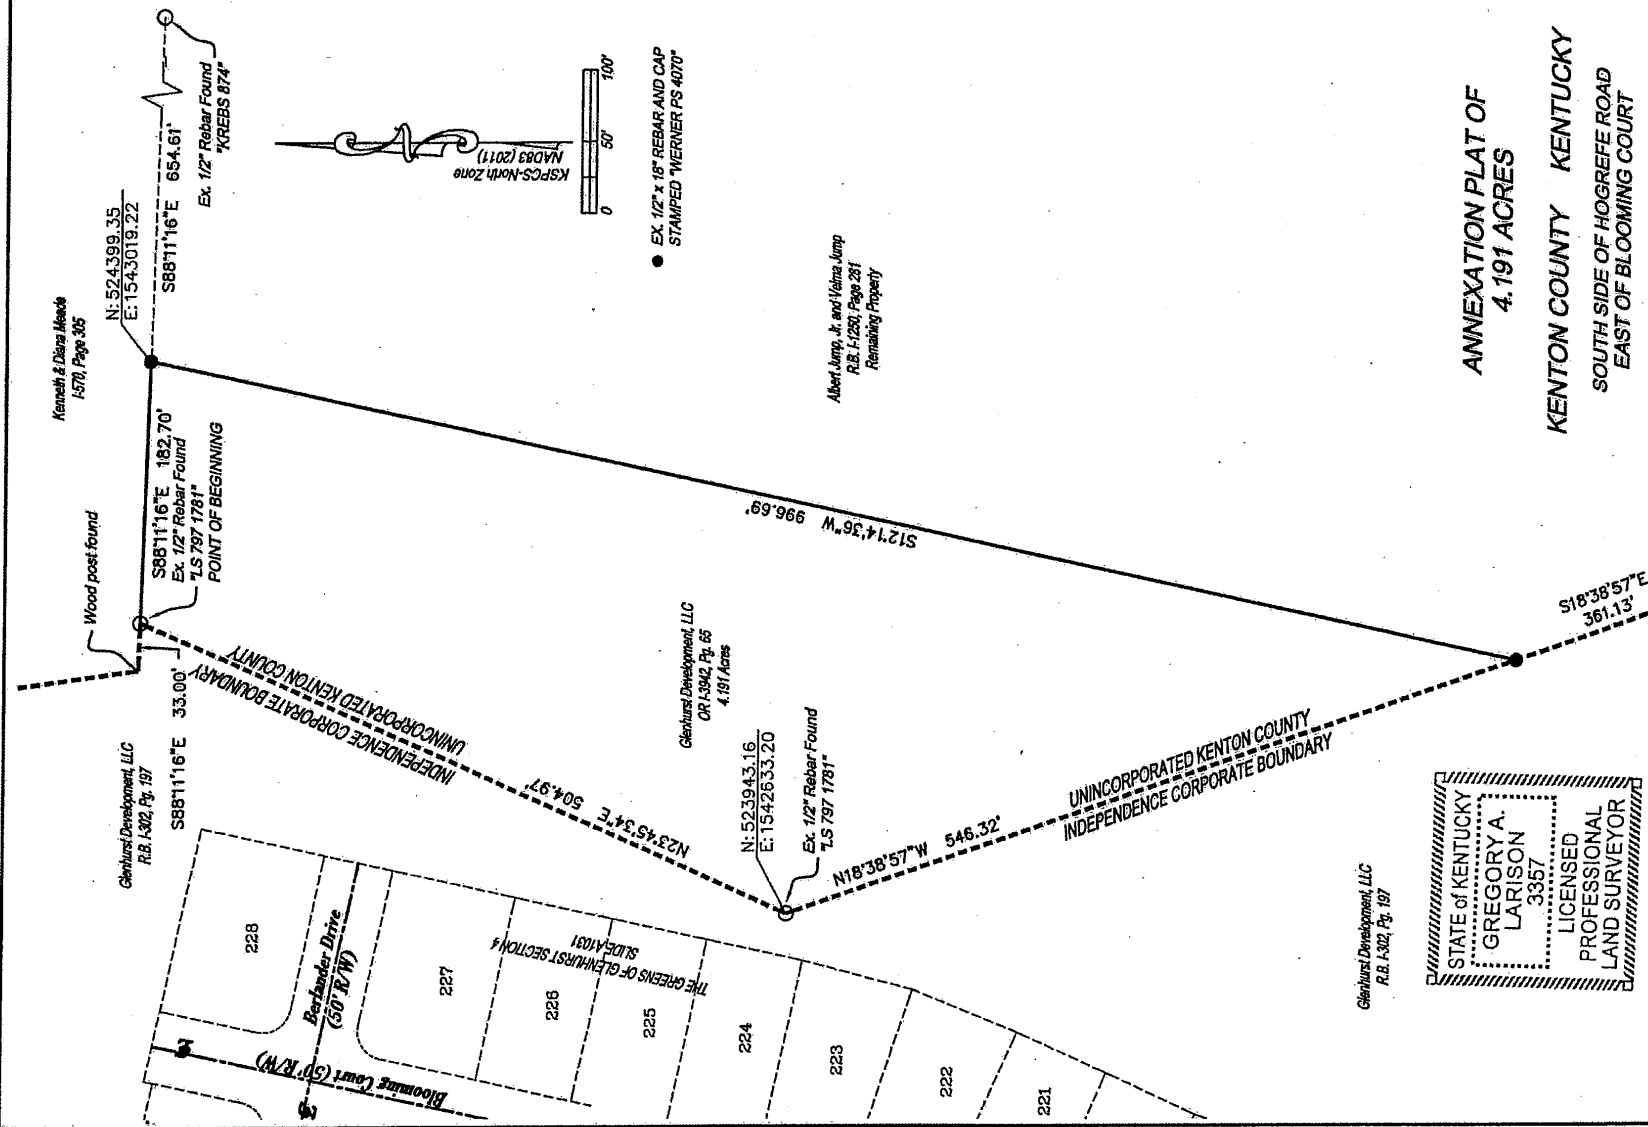 Kenneth & Diana Meade
I-570, Page 305
N: 524399.35
E: 1543019.22
S88°11'16"E 654.61'
Ex. 1/2" Rebar Found
"KREBS 874"
Wood post found
S88°11'16"E 182.70'
Ex. 1/2" Rebar Found
"LS 797 1781"
POINT OF BEGINNING
Glenhurst Development, LLC
R.B. I-302, Pg. 197
S88°11'16"E 33.00'
KSPCS-North Zone
NAD83 (2011)
0 50' 100'
EX. 1/2" x 18" REBAR AND CAP
STAMPED "WERNER PS 4070"
UNINCORPORATED KENTON COUNTY
INDEPENDENCE CORPORATE BOUNDARY
N23°45'34"E 504.97'
S12°14'36"W 996.69'
Albert Jump, Jr. and Velma Jump
R.B. I-1250, Page 281
Remaining Property
Glenhurst Development, LLC
OR I-3942, Pg. 65
4.191 Acres
N: 523943.16
E: 1542633.20
Ex. 1/2" Rebar Found
"LS 797 1781"
N18°38'57"W 546.32'
UNINCORPORATED KENTON COUNTY
INDEPENDENCE CORPORATE BOUNDARY
S18°38'57"E
361.13'
228
Berlander Drive
(50' R/W)
Blooming Court (50' R/W)
227
226
225
224
223
222
221
THE GREENS OF GLENHURST SECTION 4
SLIDE A1031
Glenhurst Development, LLC
R.B. I-302, Pg. 197
ANNEXATION PLAT OF
4.191 ACRES
KENTON COUNTY KENTUCKY
SOUTH SIDE OF HOGREFE ROAD
EAST OF BLOOMING COURT
STATE of KENTUCKY
GREGORY A.
LARISON
3357
LICENSED
PROFESSIONAL
LAND SURVEYOR